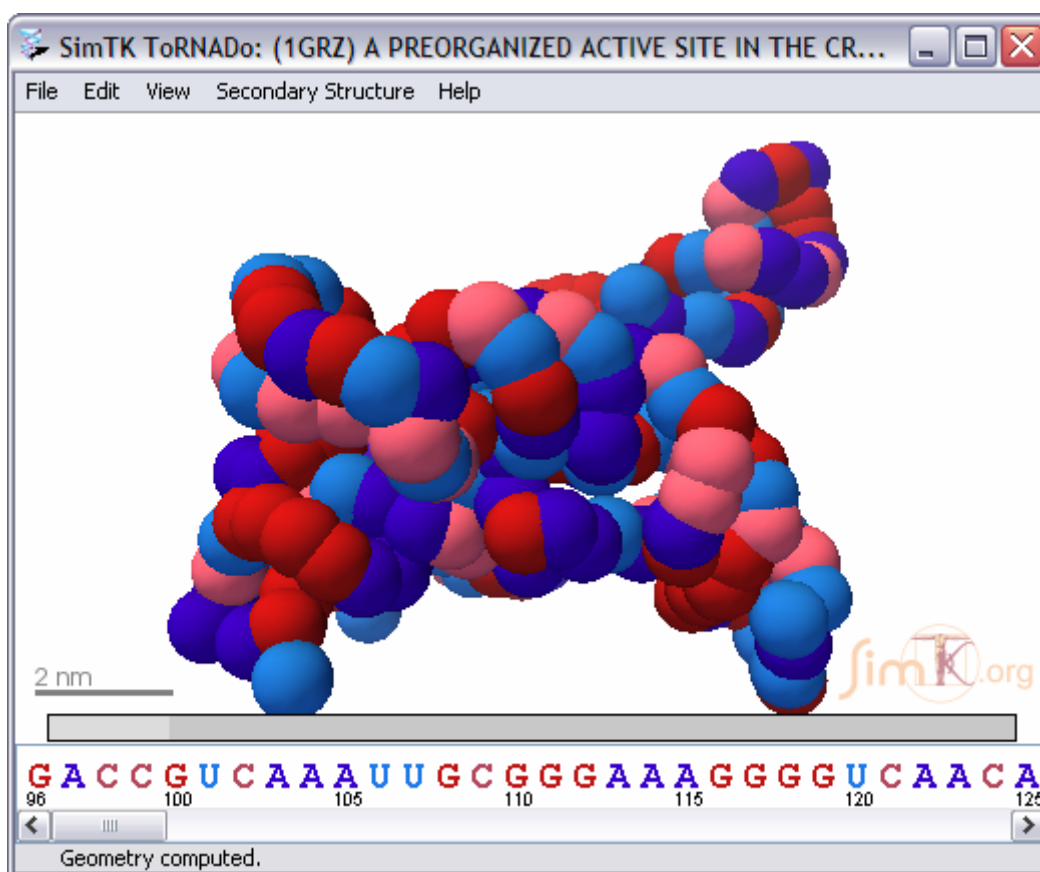 SimTK ToRNADo: (1GRZ) A PREORGANIZED ACTIVE SITE IN THE CR...
File Edit View Secondary Structure Help
2 nm
SimTK.org
G A C C G U C A A A U U G C G G G A A A G G G G U C A A C A
96 100 105 110 115 120 125
Geometry computed.